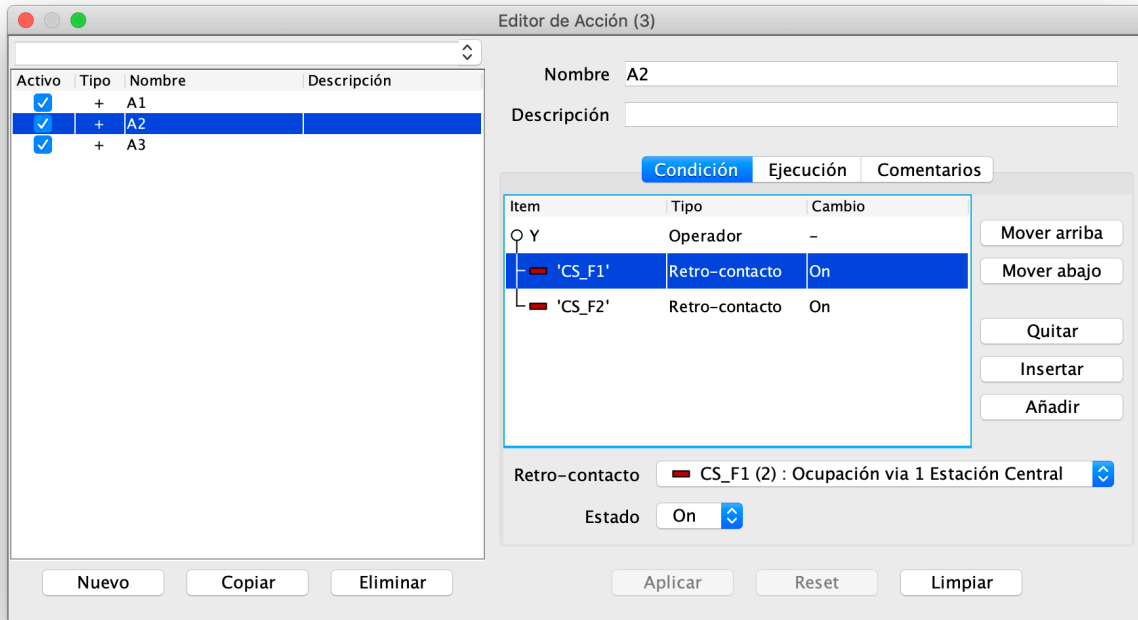 Editor de Acción (3)
Activo Tipo Nombre Descripción
+ A1
+ A2
+ A3
Nuevo Copiar Eliminar
Nombre A2
Descripción
Condición Ejecución Comentarios
Item Tipo Cambio
Y Operador –
'CS_F1' Retro-contacto On
'CS_F2' Retro-contacto On
Mover arriba
Mover abajo
Quitar
Insertar
Añadir
Retro-contacto CS_F1 (2) : Ocupación via 1 Estación Central
Estado On
Aplicar Reset Limpiar